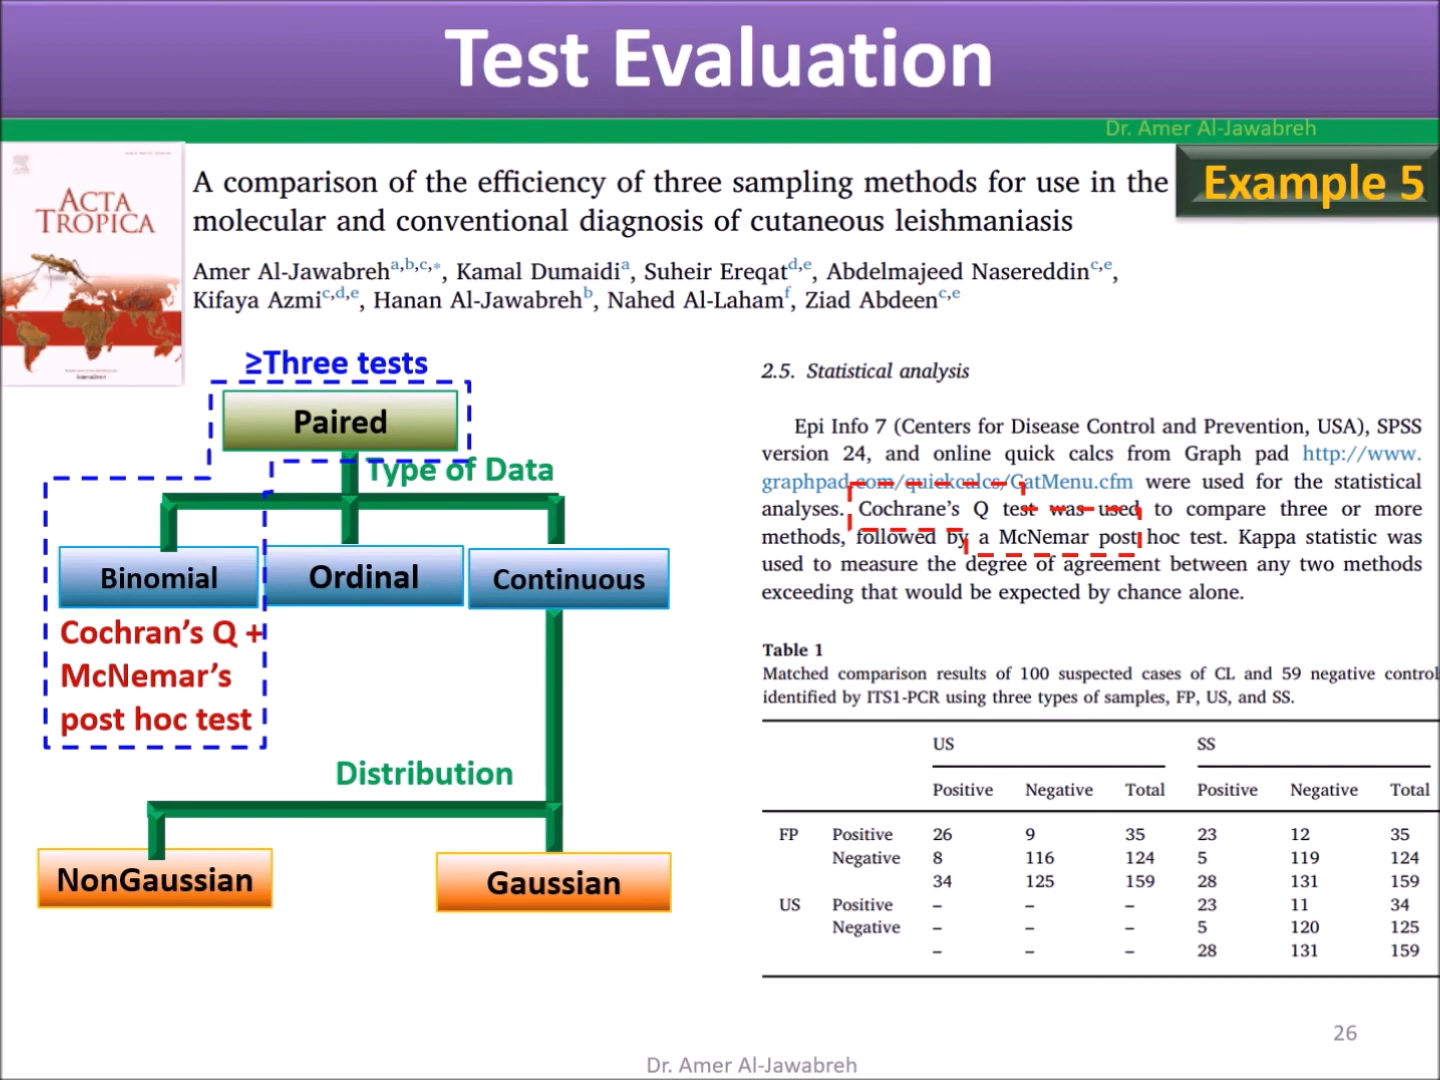 Test Evaluation
Dr. Amer Al-Jawabreh
ACTA
TROPICA
A comparison of the efficiency of three sampling methods for use in the
molecular and conventional diagnosis of cutaneous leishmaniasis
Example 5
Amer Al-Jawabreh a,b,c,*, Kamal Dumaidi a, Suheir Ereqat d,e, Abdelmajeed Nasereddin c,e,
Kifaya Azmi c,d,e, Hanan Al-Jawabreh b, Nahed Al-Laham f, Ziad Abdeen c,e
≥Three tests
Paired
Type of Data
Binomial Ordinal Continuous
Cochran's Q +
McNemar's
post hoc test
Distribution
NonGaussian Gaussian
2.5. Statistical analysis
Epi Info 7 (Centers for Disease Control and Prevention, USA), SPSS
version 24, and online quick calcs from Graph pad http://www.
graphpad.com/quickcalcs/CatMenu.cfm were used for the statistical
analyses. Cochrane's Q test was used to compare three or more
methods, followed by a McNemar post hoc test. Kappa statistic was
used to measure the degree of agreement between any two methods
exceeding that would be expected by chance alone.
Table 1
Matched comparison results of 100 suspected cases of CL and 59 negative control
identified by ITS1-PCR using three types of samples, FP, US, and SS.
US SS
Positive Negative Total Positive Negative Total
FP Positive 26 9 35 23 12 35
Negative 8 116 124 5 119 124
34 125 159 28 131 159
US Positive – – – 23 11 34
Negative – – – 5 120 125
– – – 28 131 159
26
Dr. Amer Al-Jawabreh